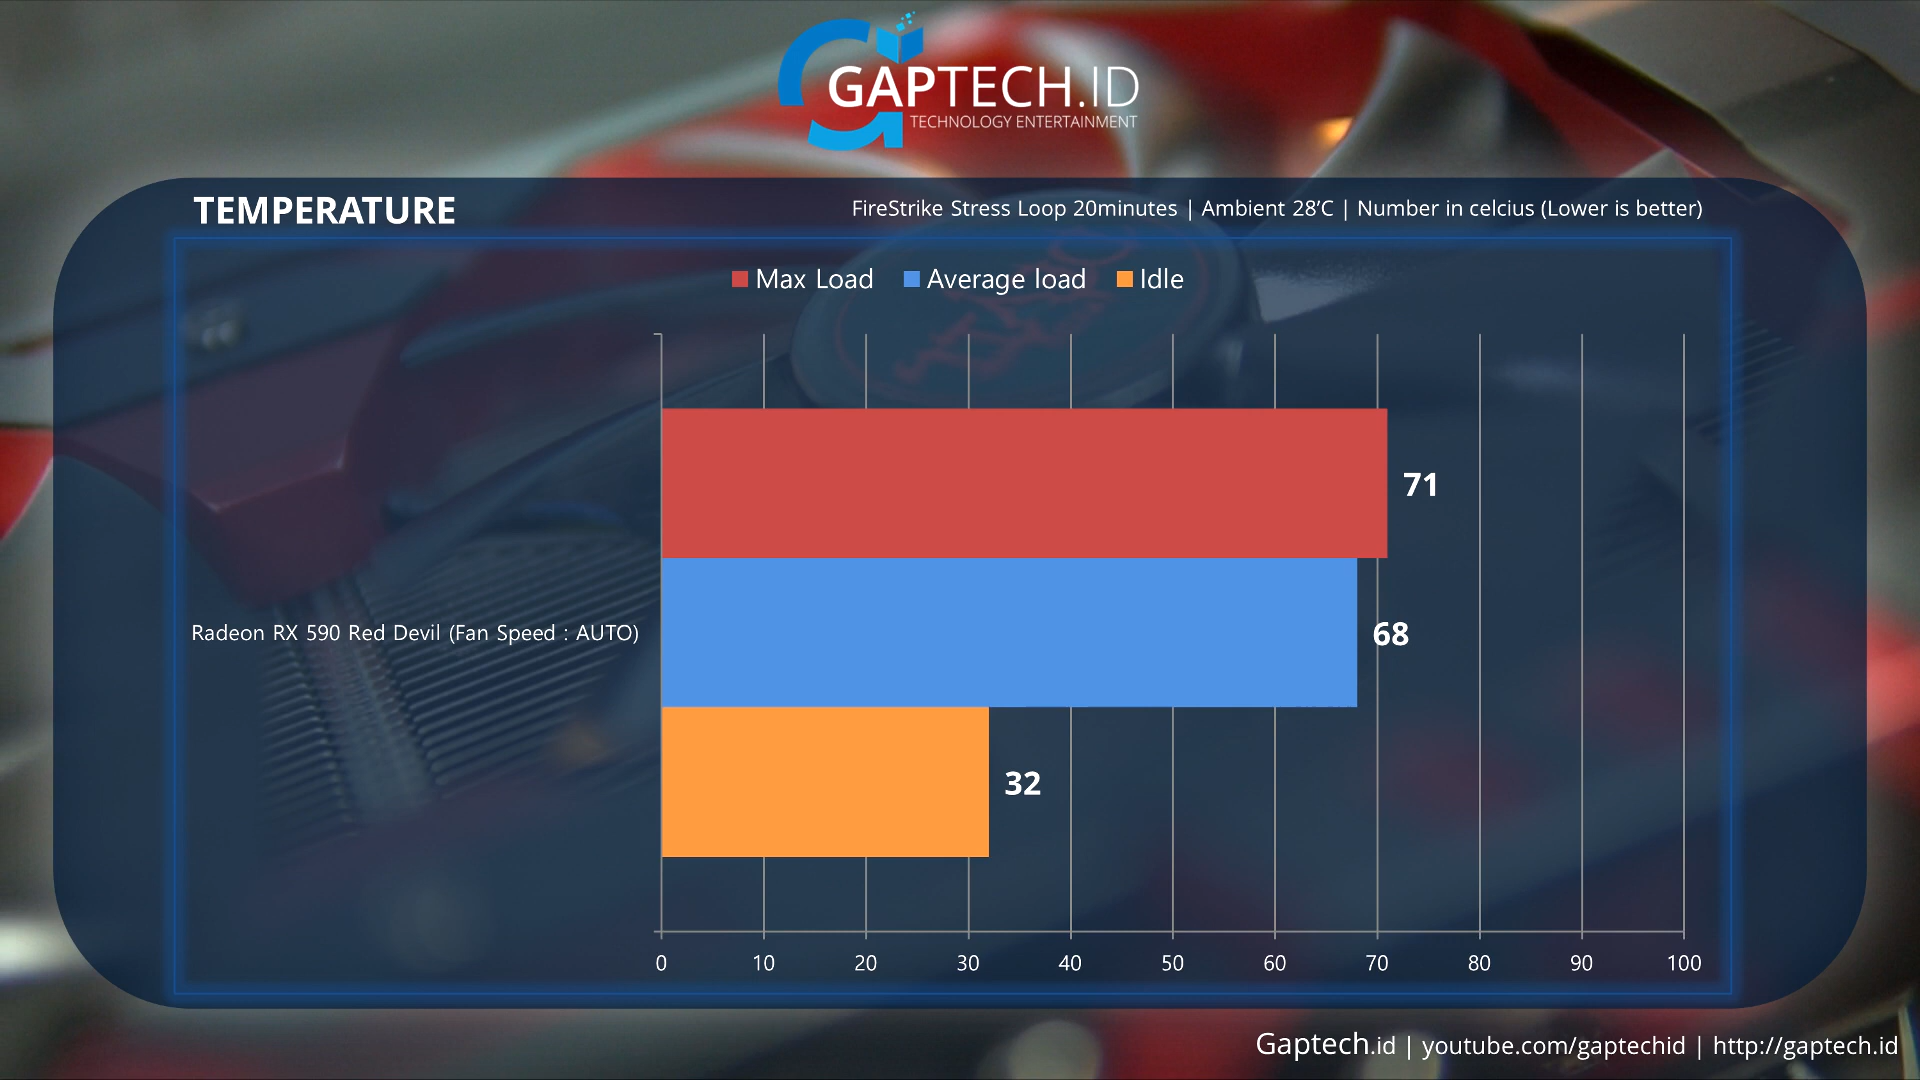 GAPTECH.ID
TECHNOLOGY ENTERTAINMENT
TEMPERATURE
FireStrike Stress Loop 20minutes | Ambient 28’C | Number in celcius (Lower is better)
Max Load Average load Idle
71
Radeon RX 590 Red Devil (Fan Speed : AUTO)
68
32
0 10 20 30 40 50 60 70 80 90 100
Gaptech.id | youtube.com/gaptechid | http://gaptech.id